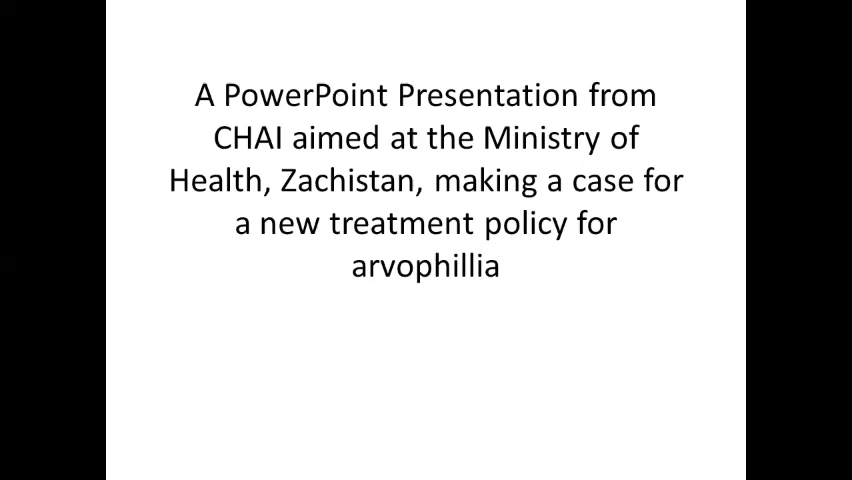 A PowerPoint Presentation from
CHAI aimed at the Ministry of
Health, Zachistan, making a case for
a new treatment policy for
arvophillia